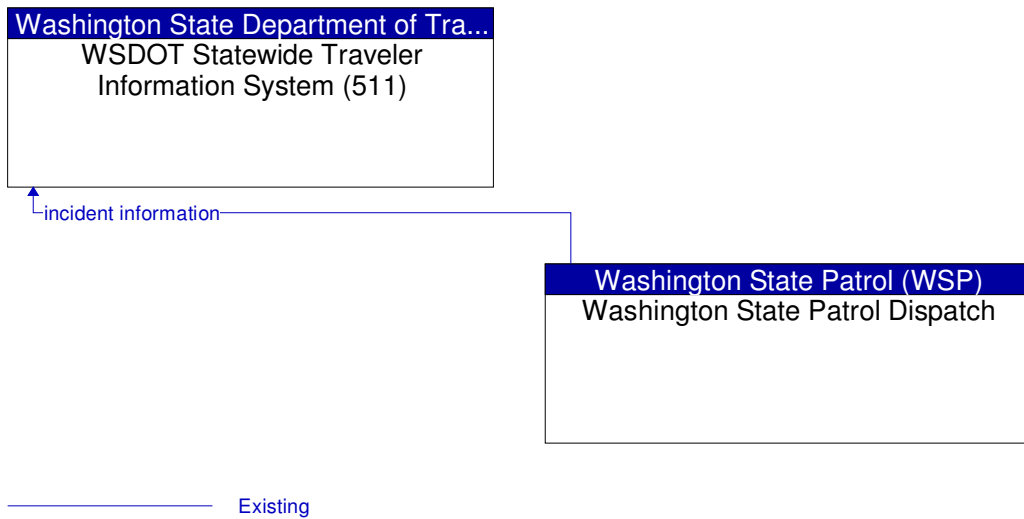 Washington State Department of Tra...
WSDOT Statewide Traveler
Information System (511)
incident information
Washington State Patrol (WSP)
Washington State Patrol Dispatch
Existing